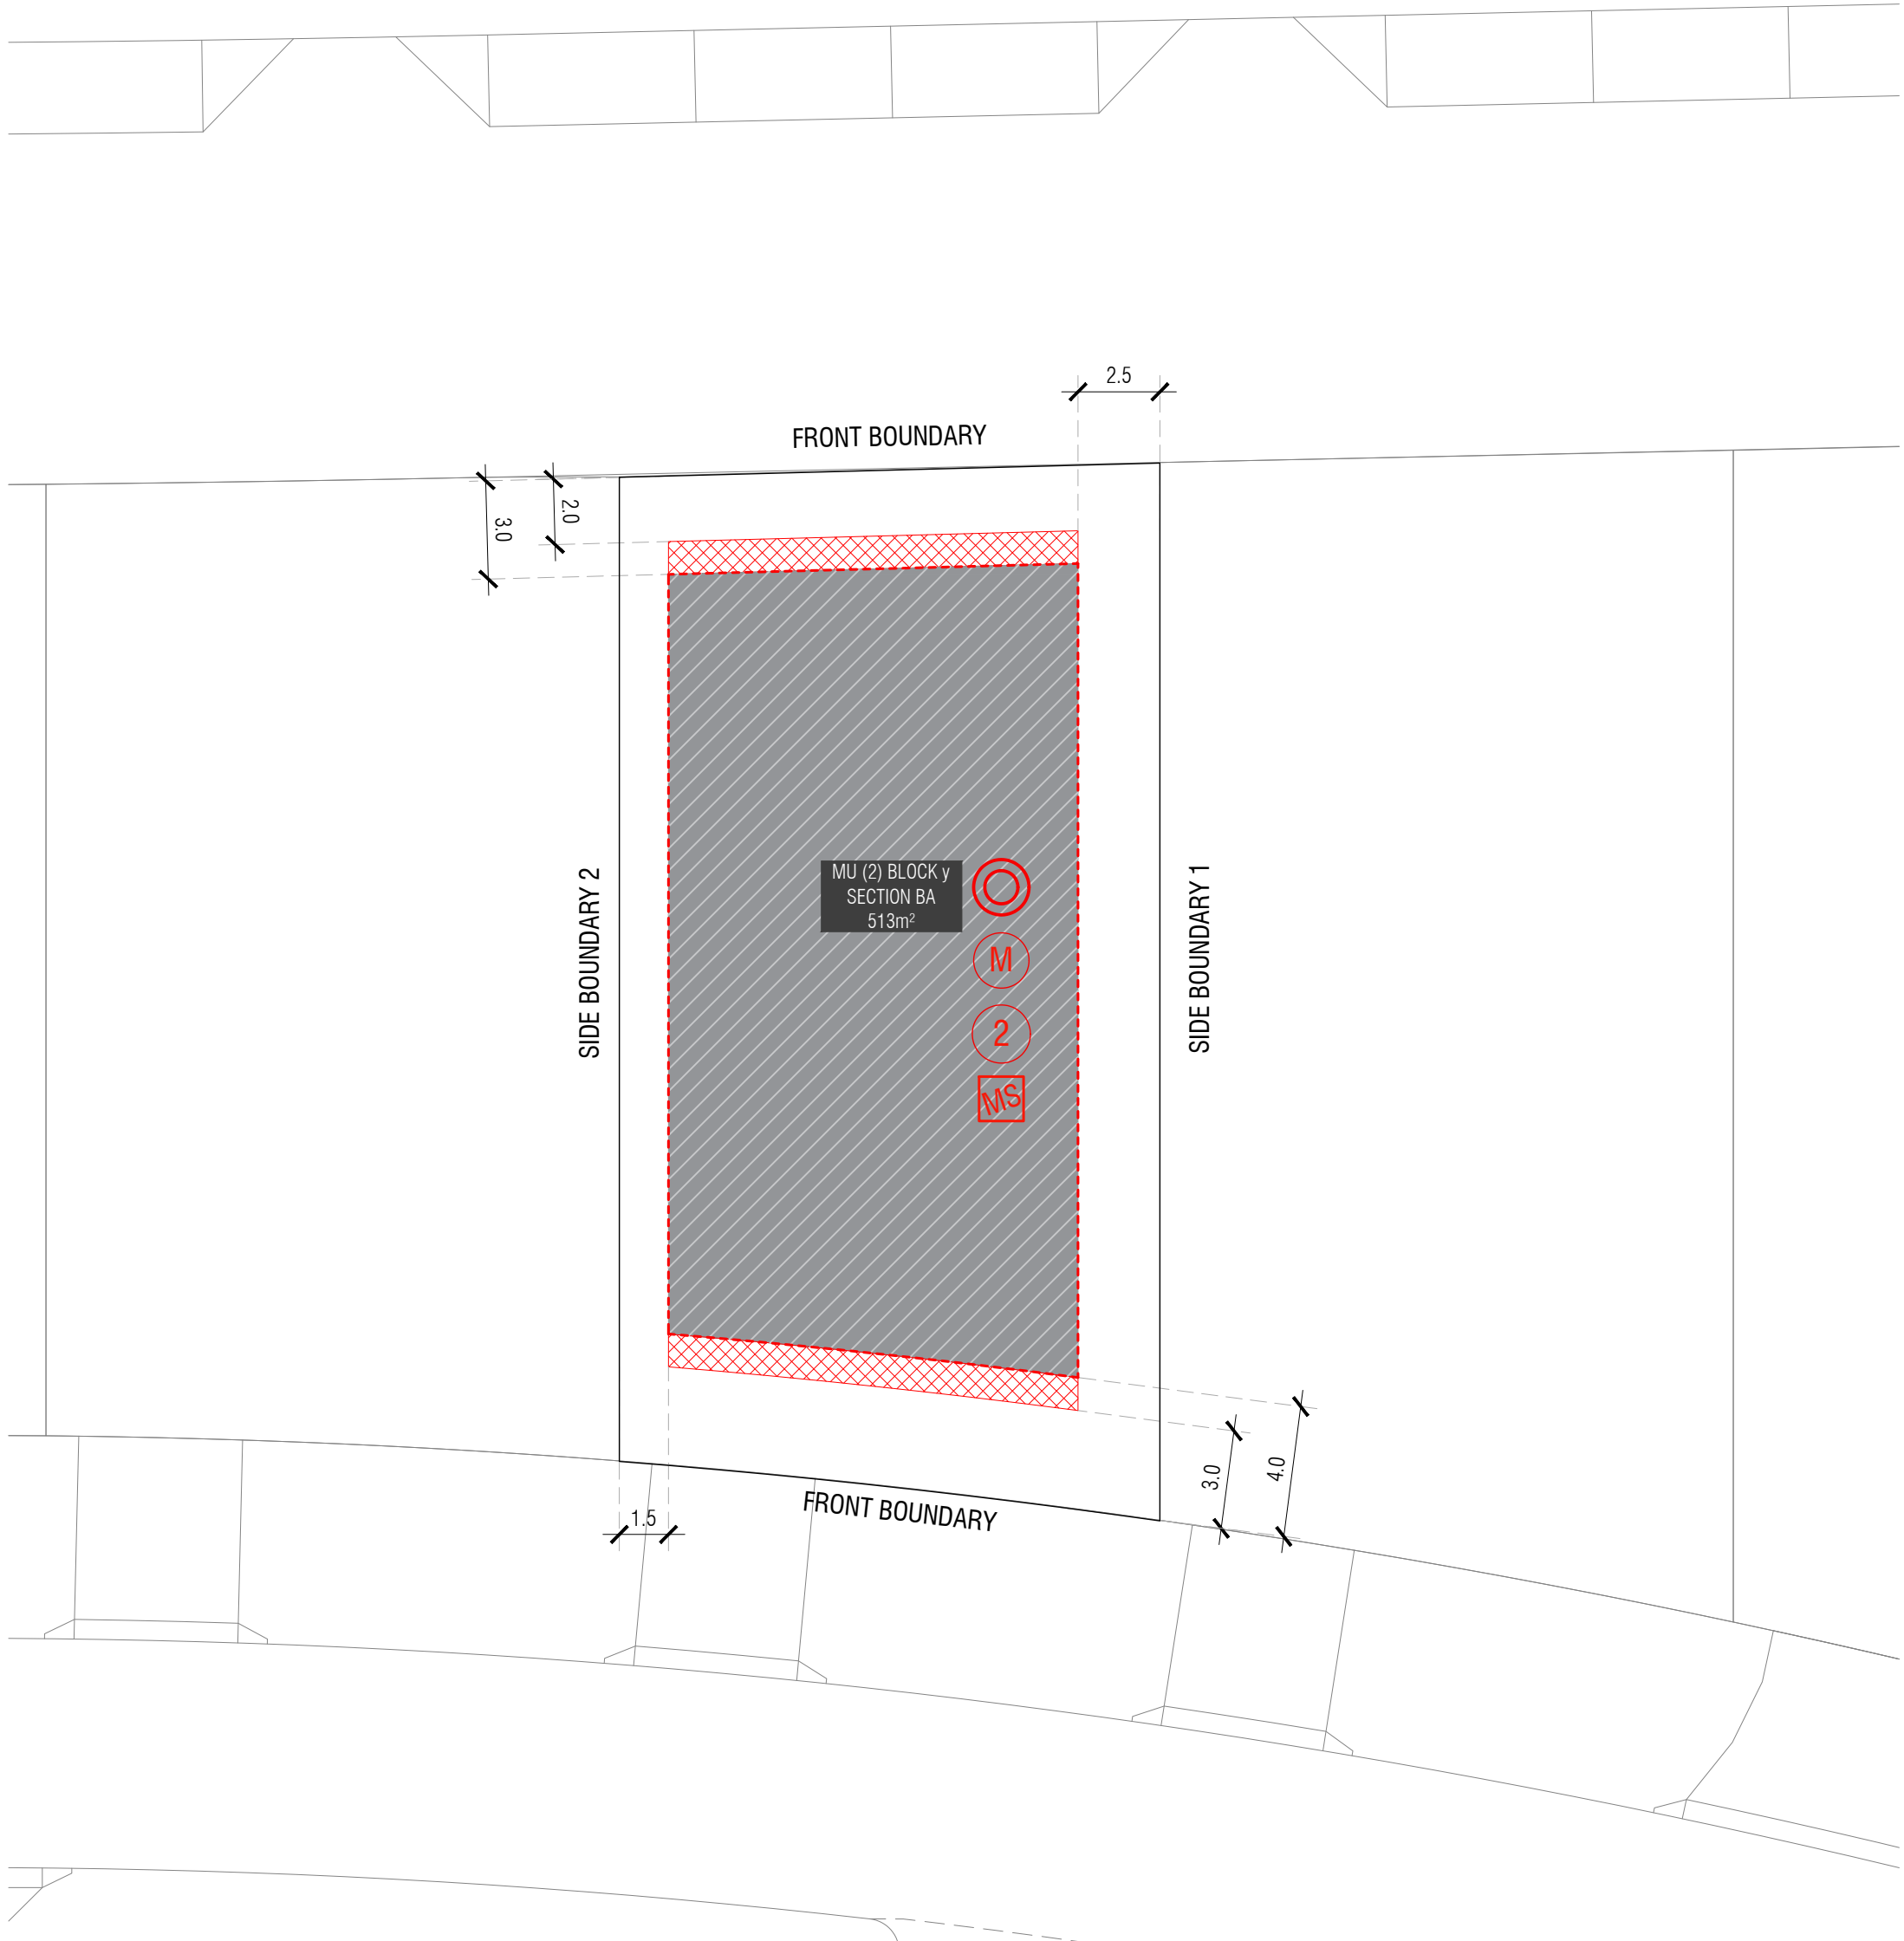 2.5
FRONT BOUNDARY
2.0
3.0
MU (2) BLOCK y
SECTION BA
513m²
M
2
MS
SIDE BOUNDARY 2
SIDE BOUNDARY 1
3.0
4.0
FRONT BOUNDARY
1.5